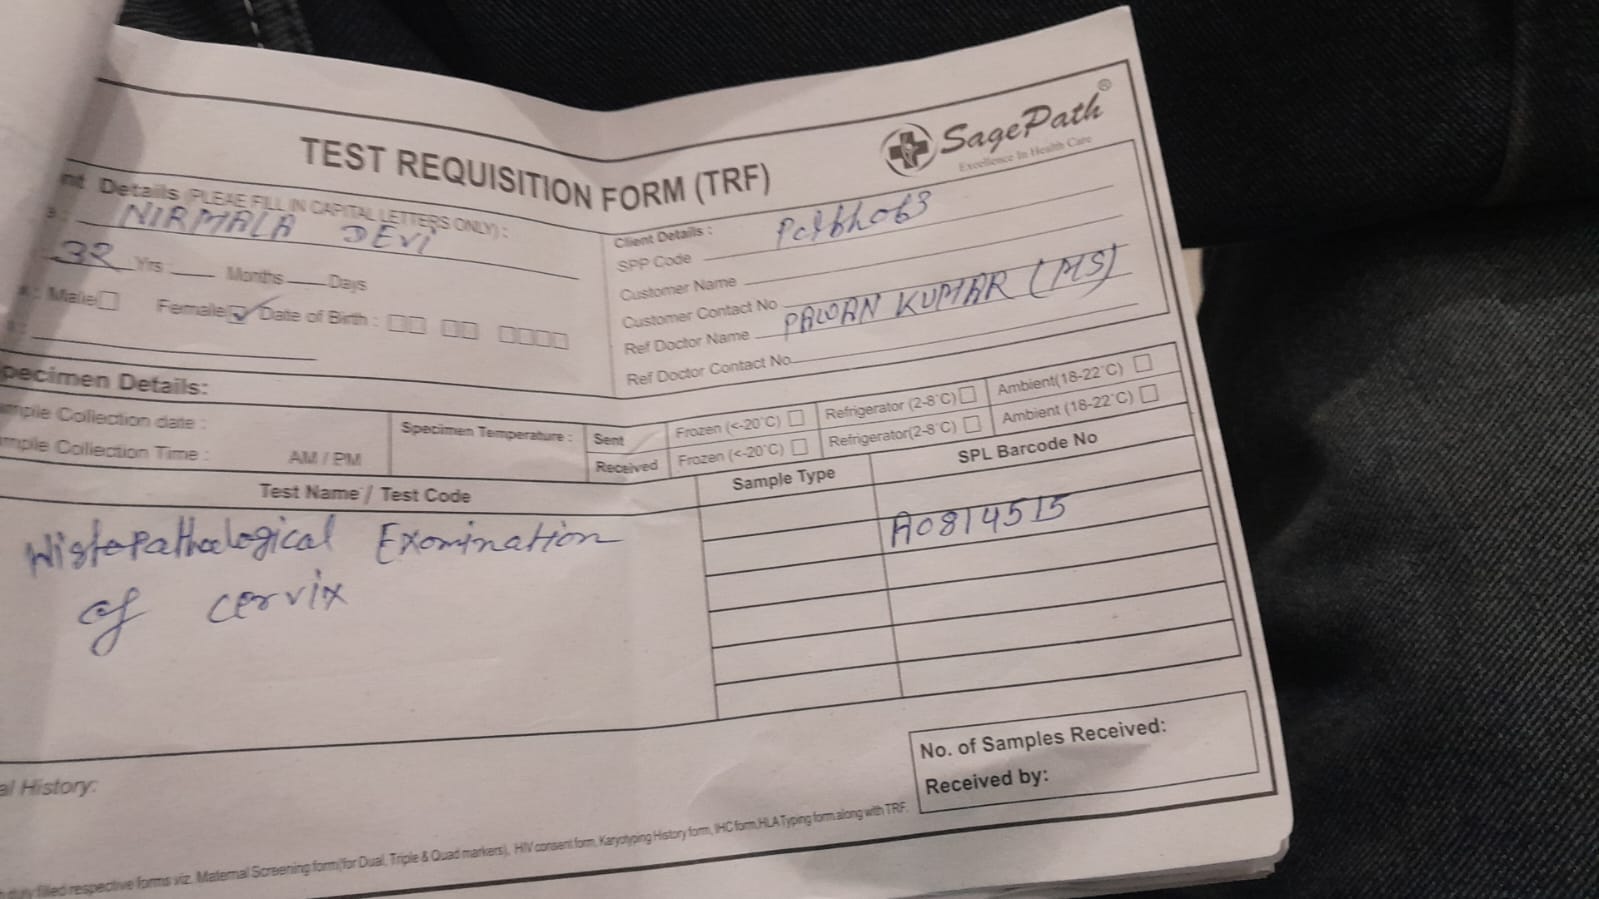 SagePath®
Excellence In Health Care
TEST REQUISITION FORM (TRF)
nt Details (PLEAE FILL IN CAPITAL LETTERS ONLY) :
NIRMALA DEVI
32 Yrs Months Days
Male Female Date of Birth :
Client Details :
SPP Code
Customer Name
Customer Contact No
Ref Doctor Name PAWAN KUMAR (MS)
Ref Doctor Contact No
pecimen Details:
mple Collection date :
mple Collection Time : AM / PM
Specimen Temperature :
Sent Frozen (<-20°C) Refrigerator (2-8°C) Ambient(18-22°C)
Received Frozen (<-20°C) Refrigerator(2-8°C) Ambient (18-22°C)
Test Name / Test Code Sample Type SPL Barcode No
Histopathological Examination
of cervix
A0814515
al History:
No. of Samples Received:
Received by:
duly filled respective forms viz. Maternal Screening form(for Dual, Triple & Quad markers), HIV consent form, Karyotyping History form, IHC form,HLA Typing form along with TRF.